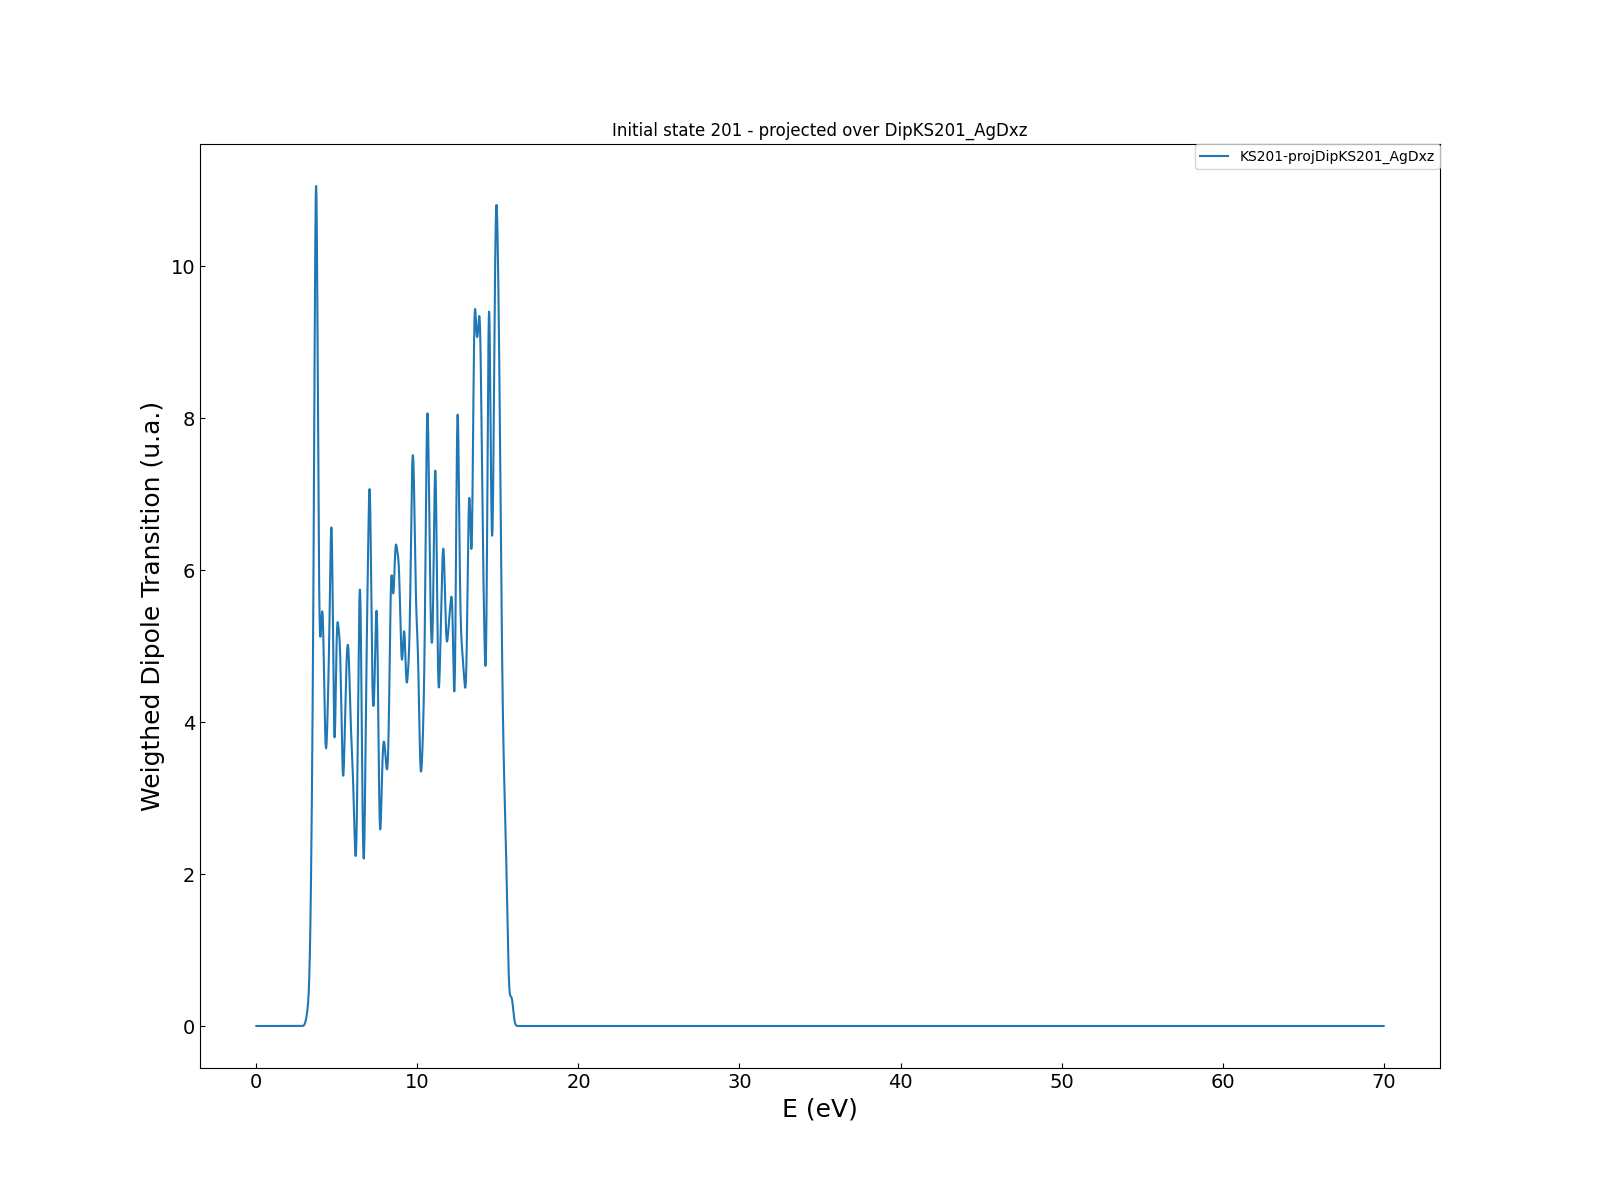 Initial state 201 - projected over DipKS201_AgDxz
KS201-projDipKS201_AgDxz
Weigthed Dipole Transition (u.a.)
10
8
6
4
2
0
0 10 20 30 40 50 60 70
E (eV)